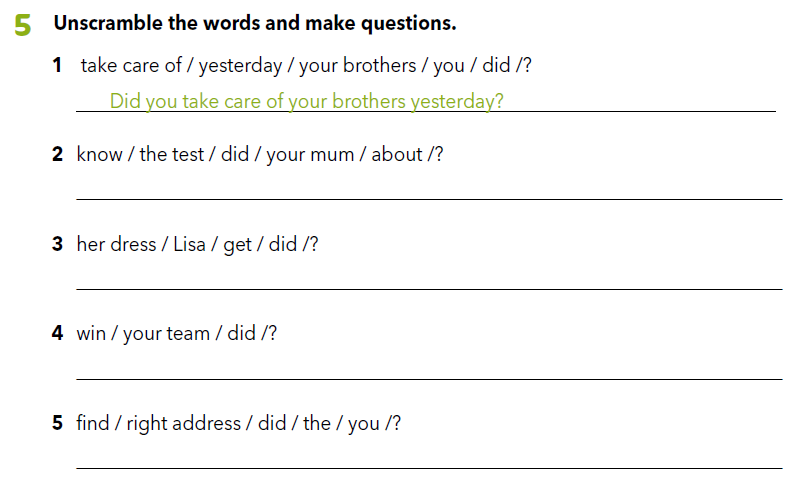 5 Unscramble the words and make questions.
1 take care of / yesterday / your brothers / you / did /?
Did you take care of your brothers yesterday?
2 know / the test / did / your mum / about /?
3 her dress / Lisa / get / did /?
4 win / your team / did /?
5 find / right address / did / the / you /?